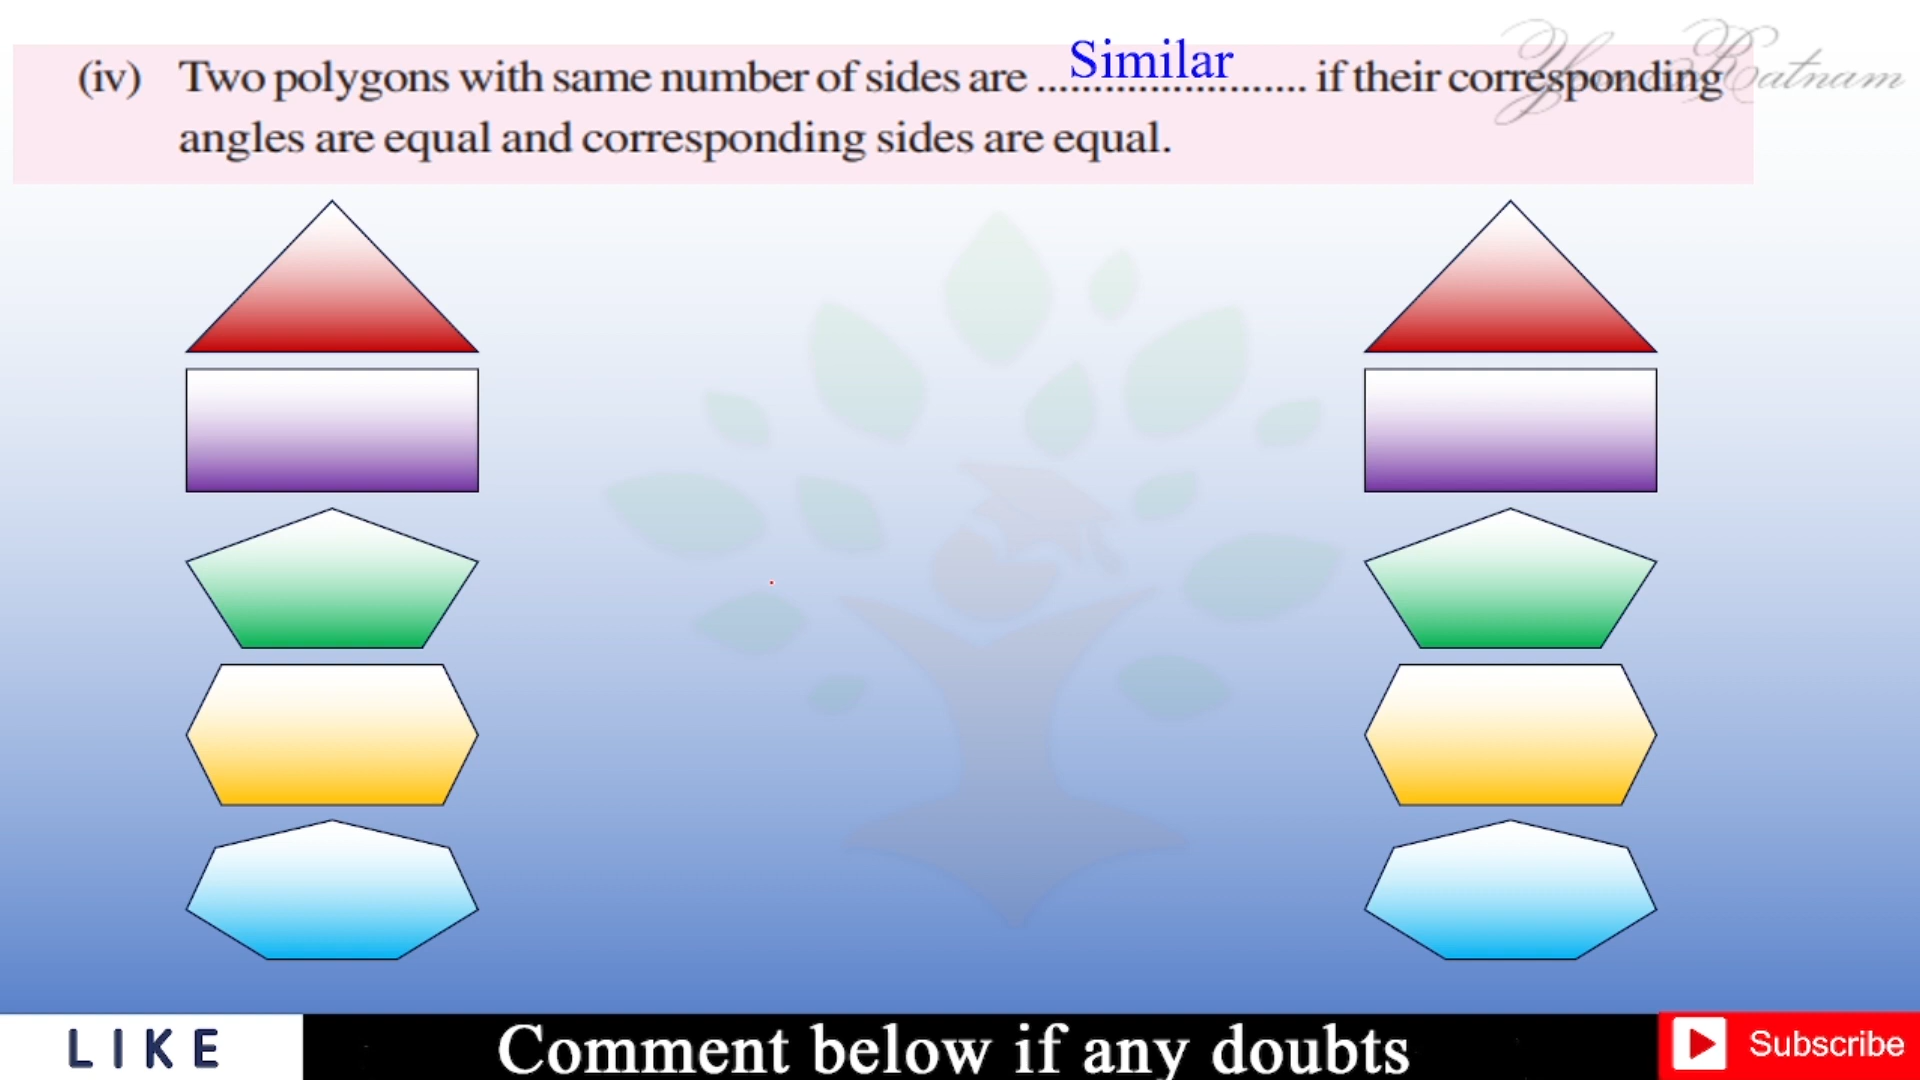 Similar
(iv) Two polygons with same number of sides are ........................ if their corresponding
angles are equal and corresponding sides are equal.
Ratnam
LIKE
Comment below if any doubts
Subscribe